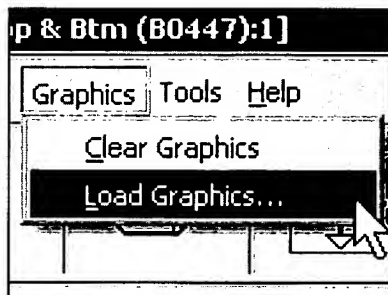 p & Btm (B0447):1]
Graphics Tools Help
Clear Graphics
Load Graphics...